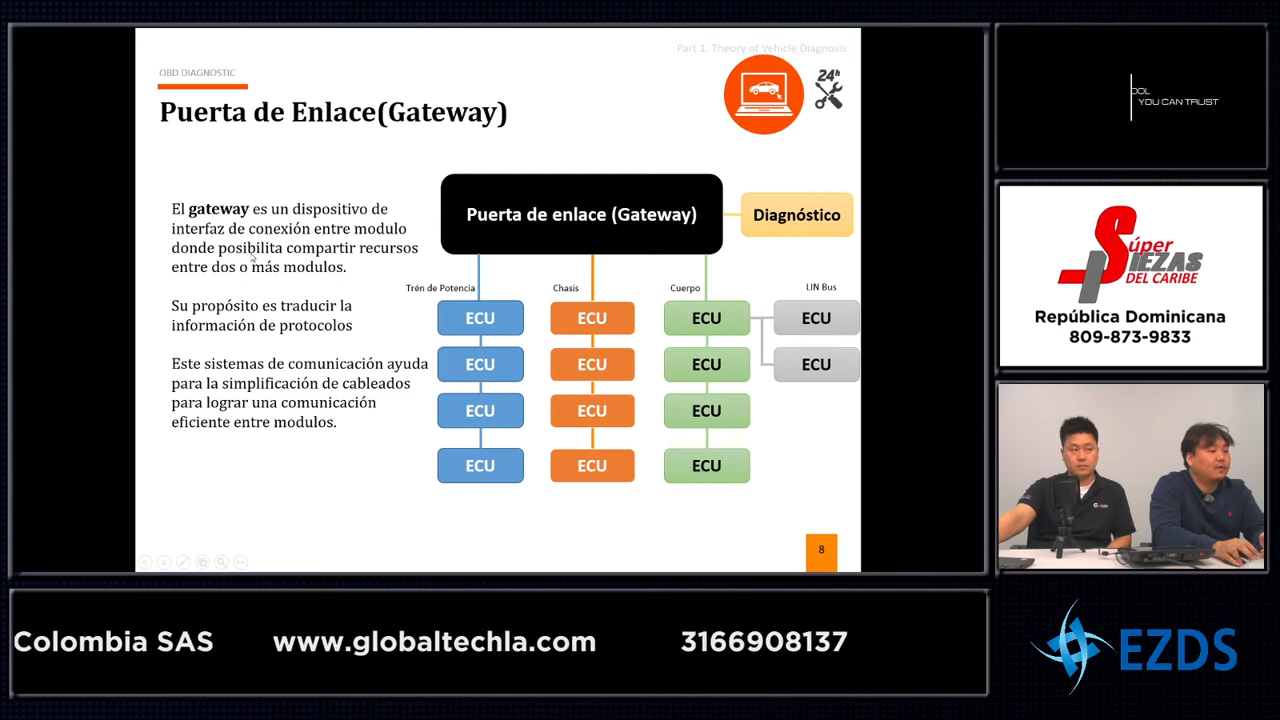 Part 1. Theory of Vehicle Diagnosis
OBD DIAGNOSTIC
Puerta de Enlace(Gateway)
24h
El gateway es un dispositivo de
interfaz de conexión entre modulo
donde posibilita compartir recursos
entre dos o más modulos.
Su propósito es traducir la
información de protocolos
Este sistemas de comunicación ayuda
para la simplificación de cableados
para lograr una comunicación
eficiente entre modulos.
Puerta de enlace (Gateway)
Diagnóstico
Trén de Potencia
Chasis
Cuerpo
LIN Bus
ECU
ECU
ECU
ECU
ECU
ECU
ECU
ECU
ECU
ECU
ECU
ECU
ECU
ECU
8
OOL
YOU CAN TRUST
Súper
PIEZAS
DEL CARIBE
República Dominicana
809-873-9833
Colombia SAS www.globaltechla.com 3166908137
EZDS